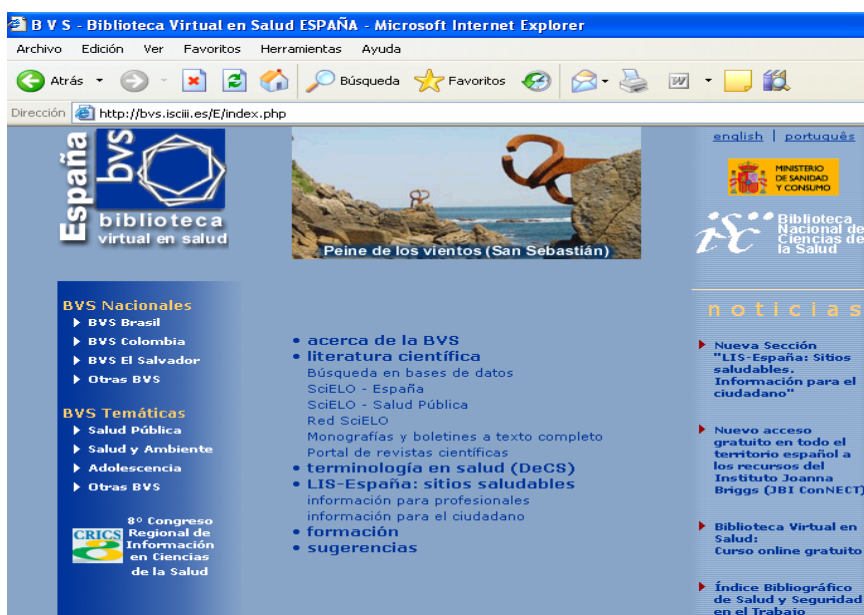 B V S - Biblioteca Virtual en Salud ESPAÑA - Microsoft Internet Explorer
Archivo Edición Ver Favoritos Herramientas Ayuda
Atrás Búsqueda Favoritos
Dirección http://bvs.isciii.es/E/index.php
España
bvs
biblioteca
virtual en salud
Peine de los vientos (San Sebastián)
english | português
MINISTERIO
DE SANIDAD
Y CONSUMO
isc
Biblioteca
Nacional de
Ciencias de
la Salud
BVS Nacionales
BVS Brasil
BVS Colombia
BVS El Salvador
Otras BVS
BVS Temáticas
Salud Pública
Salud y Ambiente
Adolescencia
Otras BVS
CRICS8
8º Congreso
Regional de
Información
en Ciencias
de la Salud
• acerca de la BVS
• literatura científica
Búsqueda en bases de datos
SciELO - España
SciELO - Salud Pública
Red SciELO
Monografías y boletines a texto completo
Portal de revistas científicas
• terminología en salud (DeCS)
• LIS-España: sitios saludables
información para profesionales
información para el ciudadano
• formación
• sugerencias
noticias
Nueva Sección
"LIS-España: Sitios
saludables.
Información para el
ciudadano"
Nuevo acceso
gratuito en todo el
territorio español a
los recursos del
Instituto Joanna
Briggs (JBI ConNECT)
Biblioteca Virtual en
Salud:
Curso online gratuito
Índice Bibliográfico
de Salud y Seguridad
en el Trabajo